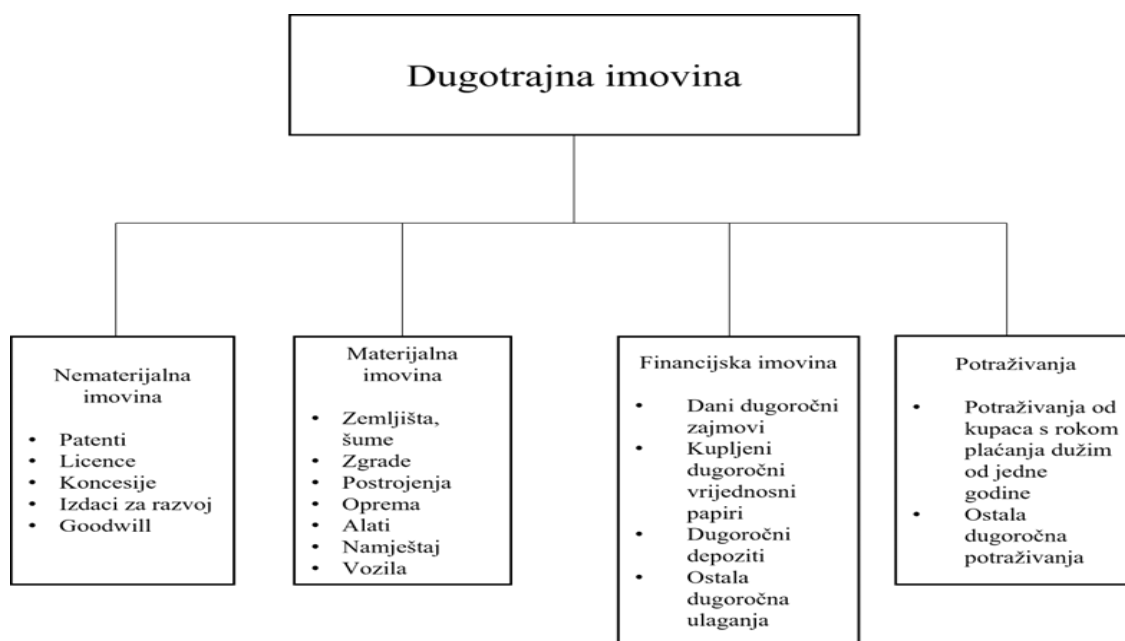 Dugotrajna imovina
Nematerijalna
imovina
• Patenti
• Licence
• Koncesije
• Izdaci za razvoj
• Goodwill
Materijalna
imovina
• Zemljišta,
šume
• Zgrade
• Postrojenja
• Oprema
• Alati
• Namještaj
• Vozila
Financijska imovina
• Dani dugoročni
zajmovi
• Kupljeni
dugoročni
vrijednosni
papiri
• Dugoročni
depoziti
• Ostala
dugoročna
ulaganja
Potraživanja
• Potraživanja od
kupaca s rokom
plaćanja dužim
od jedne
godine
• Ostala
dugoročna
potraživanja